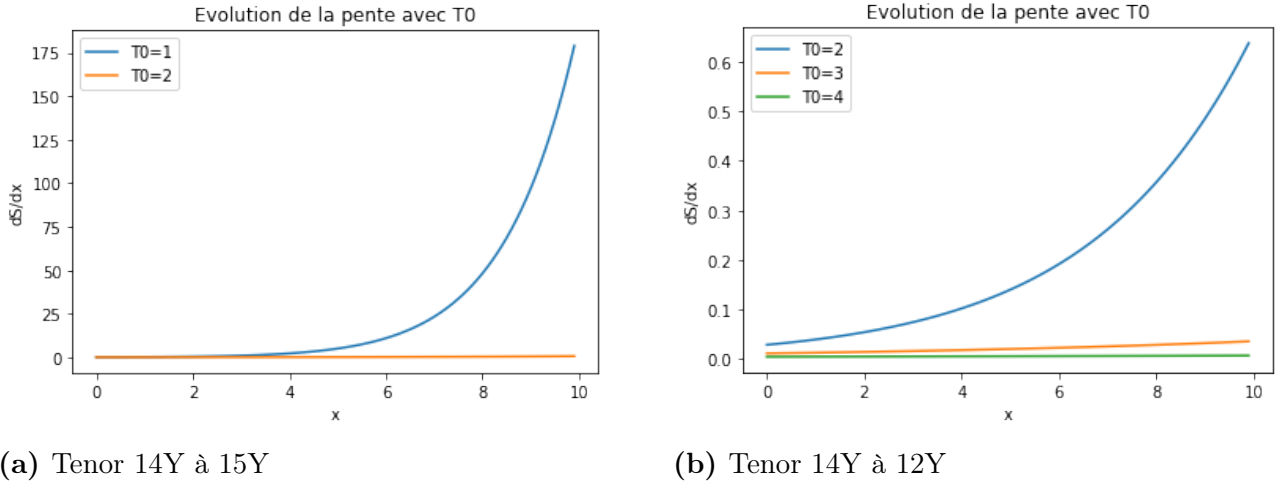 Evolution de la pente avec T0
T0=1
T0=2
175
150
125
100
75
50
25
0
dS/dx
0 2 4 6 8 10
x
(a) Tenor 14Y à 15Y
Evolution de la pente avec T0
T0=2
T0=3
T0=4
0.6
0.5
0.4
0.3
0.2
0.1
0.0
dS/dx
0 2 4 6 8 10
x
(b) Tenor 14Y à 12Y